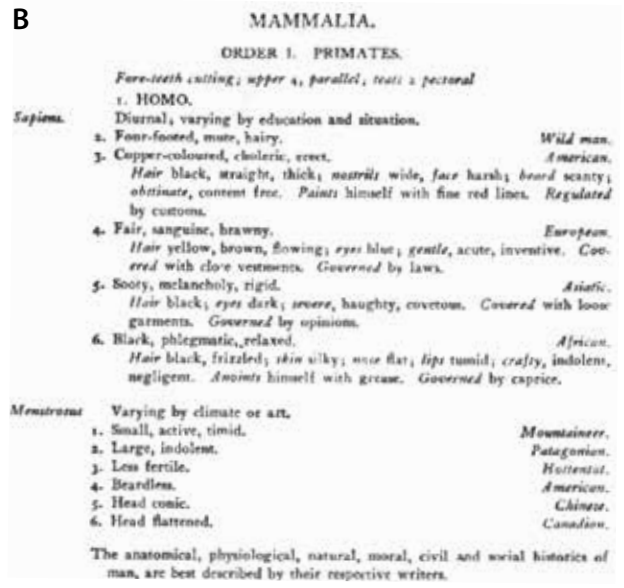 B
MAMMALIA.
ORDER I. PRIMATES.
Fore-teeth cutting; upper 4, parallel; teats 2 pectoral
1. HOMO.
Sapiens. Diurnal; varying by education and situation.
2. Four-footed, mute, hairy. Wild man.
3. Copper-coloured, choleric, erect. American.
Hair black, straight, thick; nostrils wide, face harsh; beard scanty;
obstinate, content free. Paints himself with fine red lines. Regulated
by customs.
4. Fair, sanguine, brawny. European.
Hair yellow, brown, flowing; eyes blue; gentle, acute, inventive. Cov-
ered with close vestments. Governed by laws.
5. Sooty, melancholy, rigid. Asiatic.
Hair black; eyes dark; severe, haughty, covetous. Covered with loose
garments. Governed by opinions.
6. Black, phlegmatic, relaxed. African.
Hair black, frizzled; skin silky; nose flat; lips tumid; crafty, indolent,
negligent. Anoints himself with grease. Governed by caprice.
Monstrosus Varying by climate or art.
1. Small, active, timid. Mountaineer.
2. Large, indolent. Patagonian.
3. Less fertile. Hottentot.
4. Beardless. American.
5. Head conic. Chinese.
6. Head flattened. Canadian.
The anatomical, physiological, natural, moral, civil and social histories of
man, are best described by their respective writers.